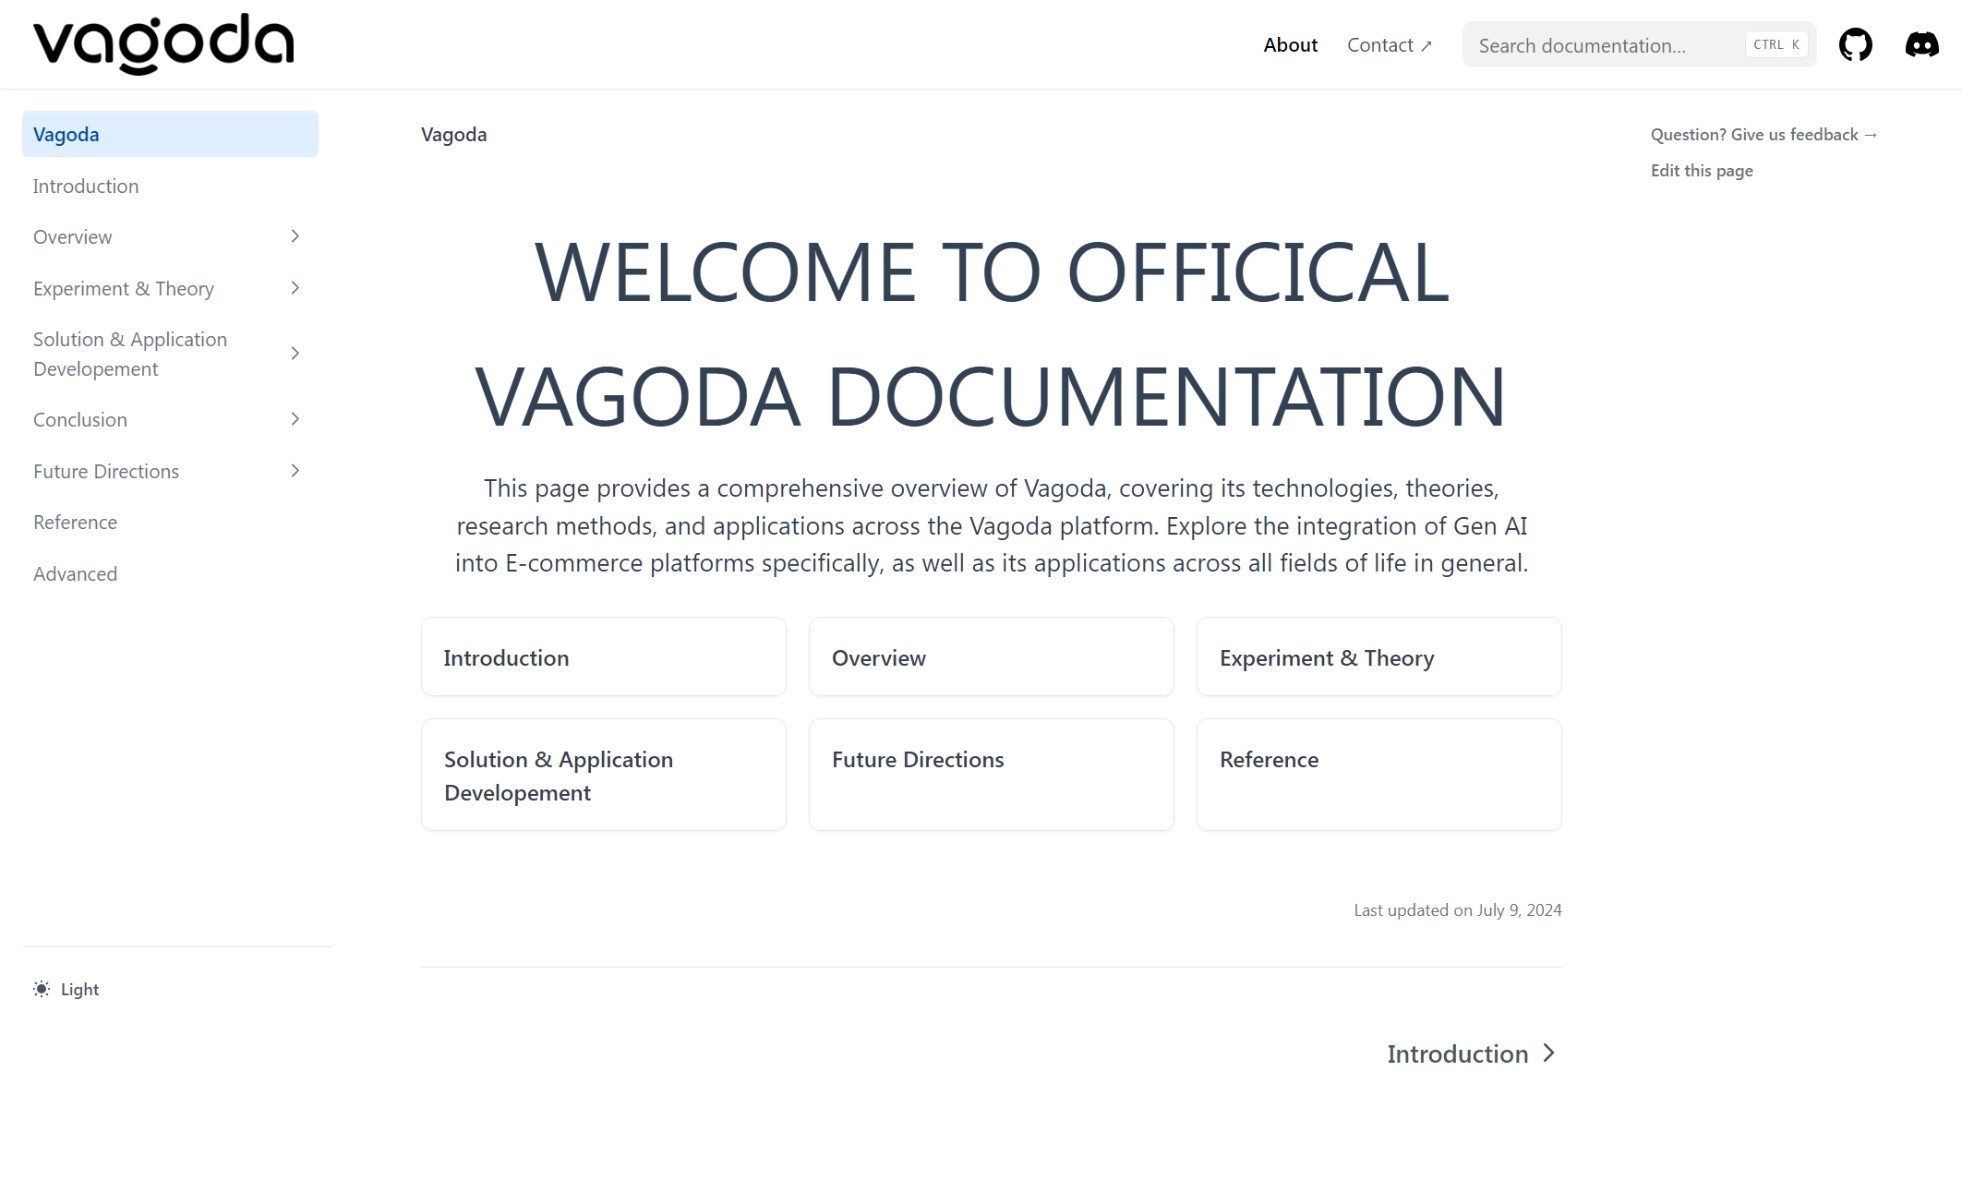 vagoda
About
Contact ↗
Search documentation...
CTRL K
Vagoda
Introduction
Overview
Experiment & Theory
Solution & Application
Developement
Conclusion
Future Directions
Reference
Advanced
Light
Vagoda
WELCOME TO OFFICICAL
VAGODA DOCUMENTATION
This page provides a comprehensive overview of Vagoda, covering its technologies, theories,
research methods, and applications across the Vagoda platform. Explore the integration of Gen AI
into E-commerce platforms specifically, as well as its applications across all fields of life in general.
Introduction
Overview
Experiment & Theory
Solution & Application
Developement
Future Directions
Reference
Last updated on July 9, 2024
Introduction
Question? Give us feedback →
Edit this page